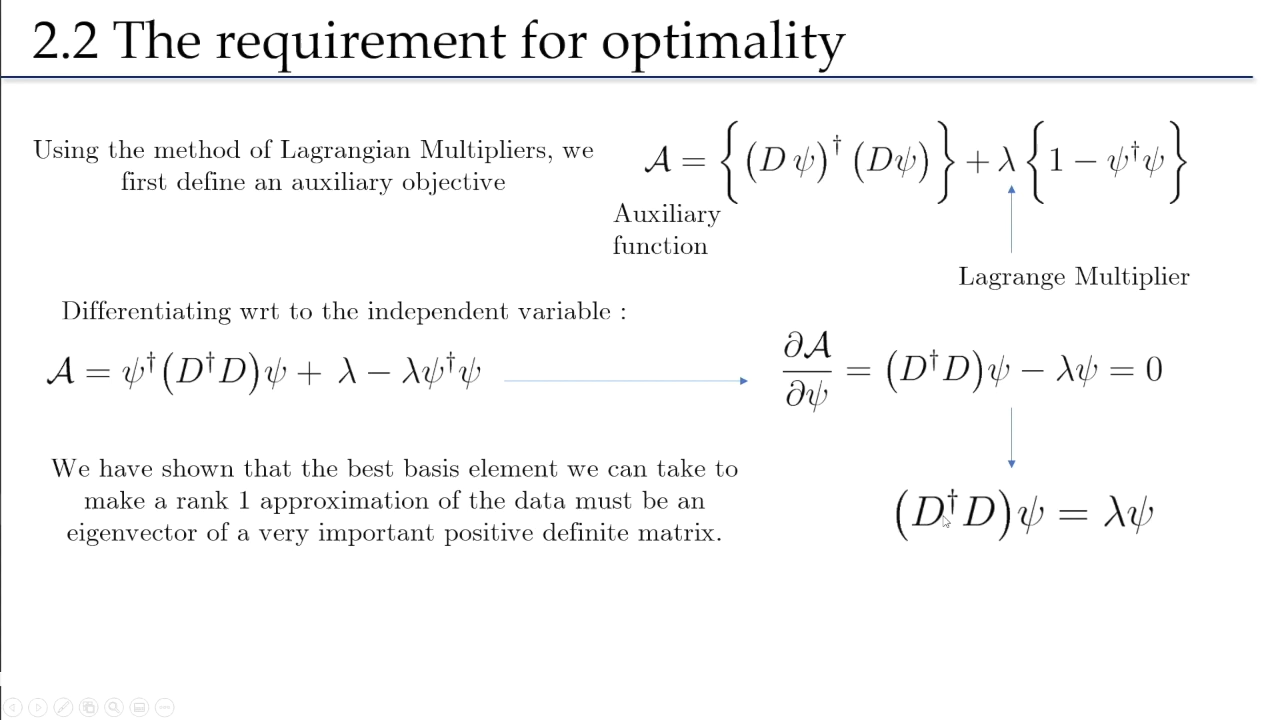 2.2 The requirement for optimality
Using the method of Lagrangian Multipliers, we
first define an auxiliary objective
𝒜 = {(Dψ)† (Dψ)} + λ {1 − ψ†ψ}
Auxiliary
function
Lagrange Multiplier
Differentiating wrt to the independent variable :
𝒜 = ψ†(D†D)ψ + λ − λψ†ψ
∂𝒜/∂ψ = (D†D)ψ − λψ = 0
We have shown that the best basis element we can take to
make a rank 1 approximation of the data must be an
eigenvector of a very important positive definite matrix.
(D†D)ψ = λψ